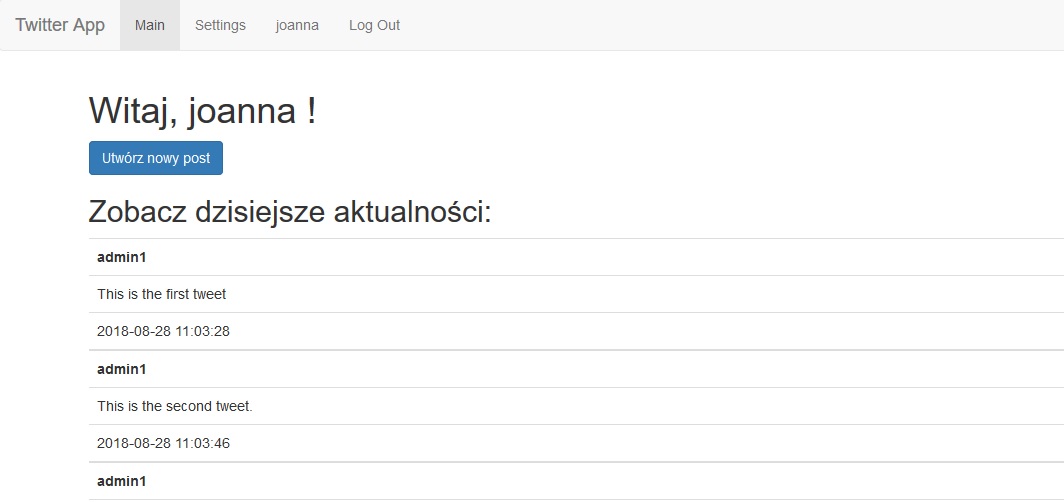 Twitter App Main Settings joanna Log Out
Witaj, joanna !
Utwórz nowy post
Zobacz dzisiejsze aktualności:
admin1
This is the first tweet
2018-08-28 11:03:28
admin1
This is the second tweet.
2018-08-28 11:03:46
admin1